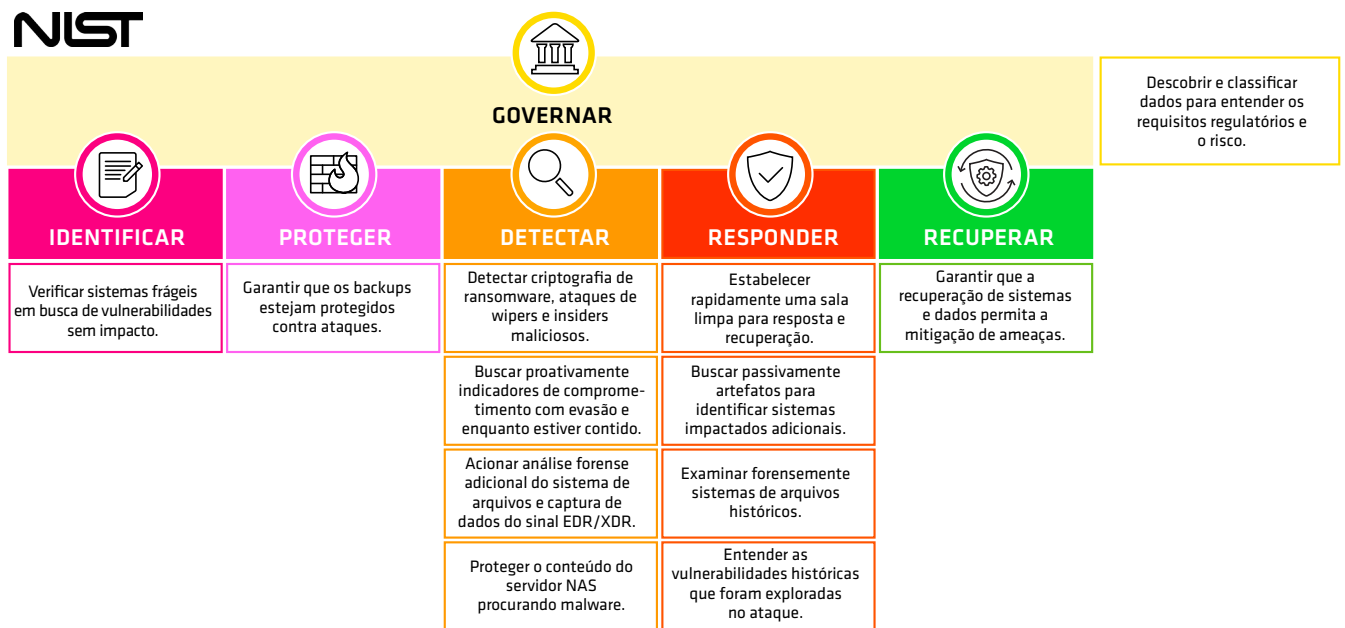 NIST
GOVERNAR
Descobrir e classificar
dados para entender os
requisitos regulatórios e
o risco.
IDENTIFICAR
PROTEGER
DETECTAR
RESPONDER
RECUPERAR
Verificar sistemas frágeis
em busca de vulnerabilidades
sem impacto.
Garantir que os backups
estejam protegidos
contra ataques.
Detectar criptografia de
ransomware, ataques de
wipers e insiders
maliciosos.
Estabelecer
rapidamente uma sala
limpa para resposta e
recuperação.
Garantir que a
recuperação de sistemas
e dados permita a
mitigação de ameaças.
Buscar proativamente
indicadores de comprome-
timento com evasão e
enquanto estiver contido.
Buscar passivamente
artefatos para
identificar sistemas
impactados adicionais.
Acionar análise forense
adicional do sistema de
arquivos e captura de
dados do sinal EDR/XDR.
Examinar forensemente
sistemas de arquivos
históricos.
Proteger o conteúdo do
servidor NAS
procurando malware.
Entender as
vulnerabilidades históricas
que foram exploradas
no ataque.